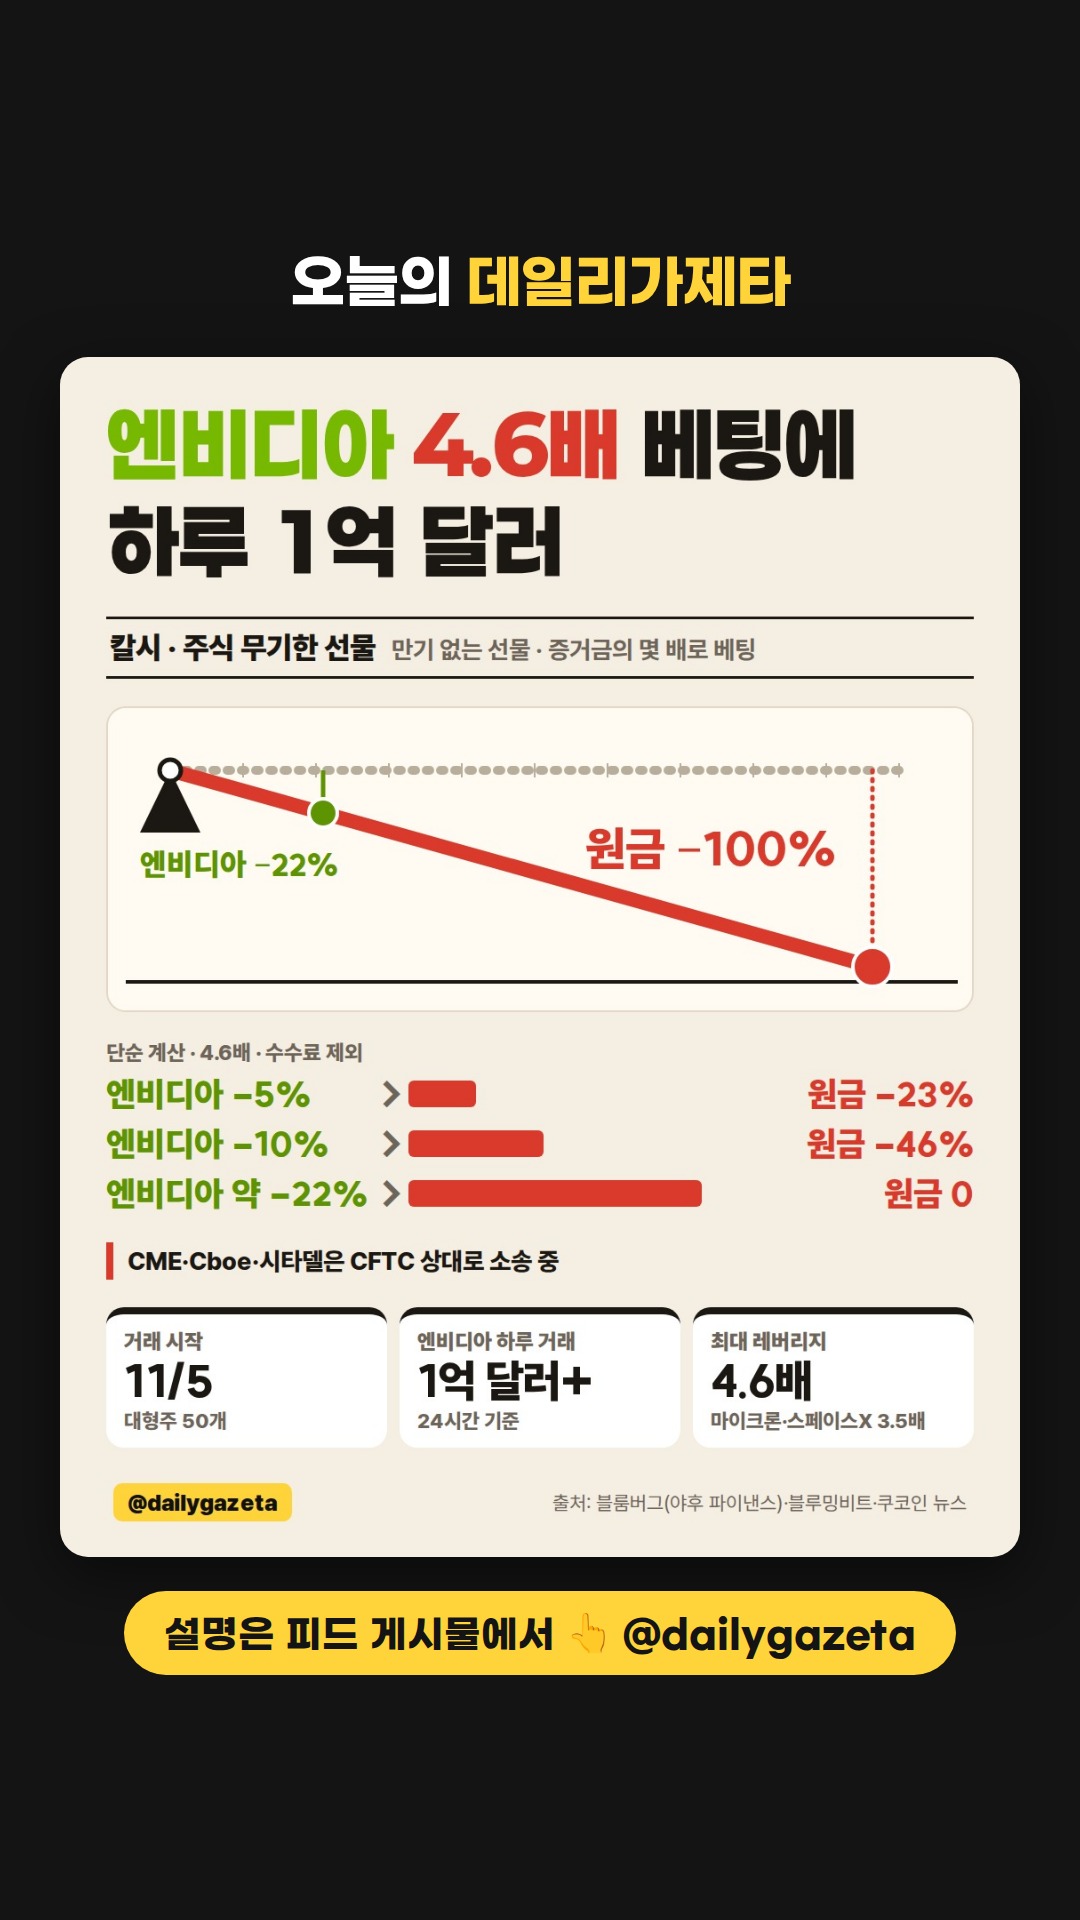 오늘의 데일리가제타
엔비디아 4.6배 베팅에
하루 1억 달러
칼시 · 주식 무기한 선물 만기 없는 선물 · 증거금의 몇 배로 베팅
원금 –100%
엔비디아 –22%
단순 계산 · 4.6배 · 수수료 제외
엔비디아 –5% 원금 –23%
엔비디아 –10% 원금 –46%
엔비디아 약 –22% 원금 0
CME·Cboe·시타델은 CFTC 상대로 소송 중
거래 시작
11/5
대형주 50개
엔비디아 하루 거래
1억 달러+
24시간 기준
최대 레버리지
4.6배
마이크론·스페이스X 3.5배
@dailygazeta
출처: 블룸버그(야후 파이낸스)·블루밍비트·쿠코인 뉴스
설명은 피드 게시물에서 👆 @dailygazeta